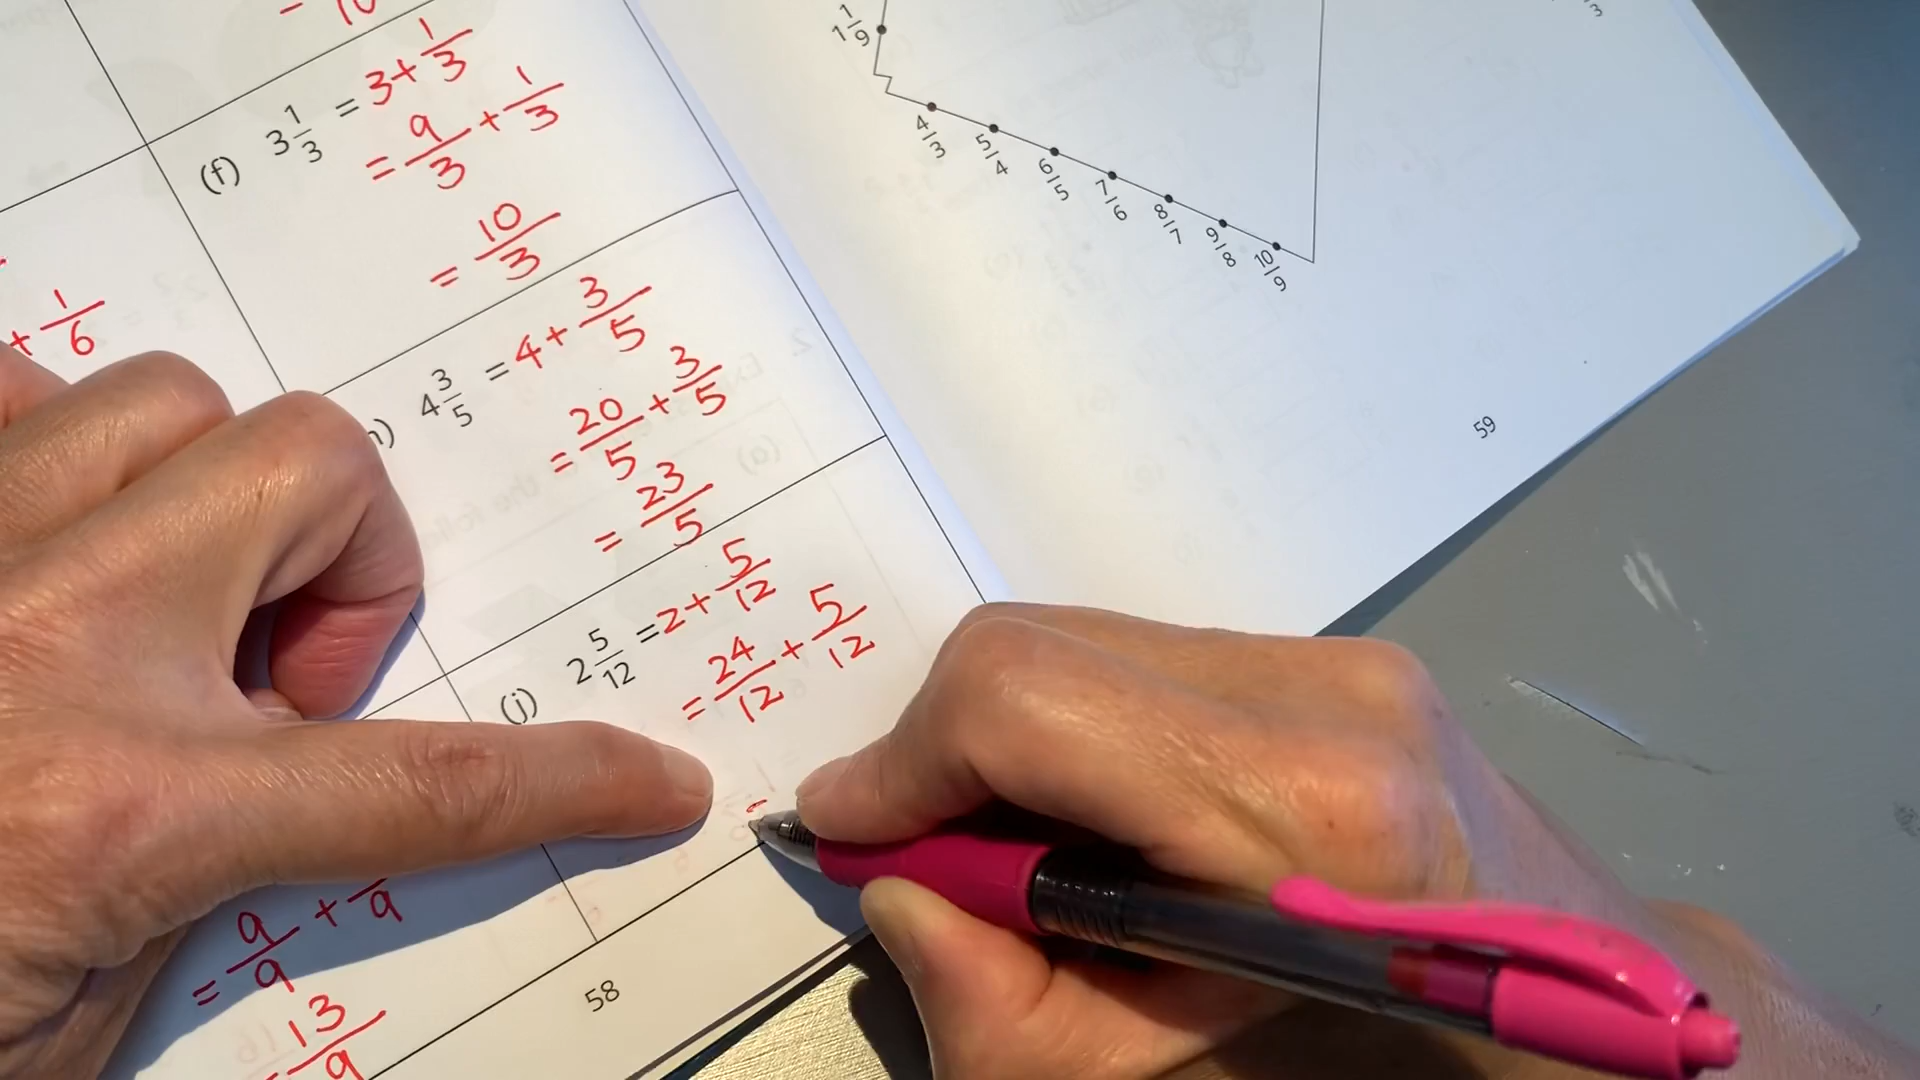 - 10
(f) 3 1/3 = 3 + 1/3
= 9/3 + 1/3
= 10/3
+ 1/6
4 3/5 = 4 + 3/5
= 20/5 + 3/5
= 23/5
(j) 2 5/12 = 2 + 5/12
= 24/12 + 5/12
= 9/9 + /9
= 13/9
58
1 1/9
4/3
5/4
6/5
7/6
8/7
9/8
10/9
3
59